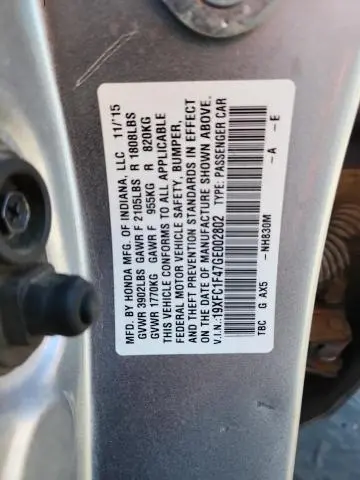 MFD. BY HONDA MFG. OF INDIANA, LLC 11/'15
GVWR 3902LBS GAWR F 2105LBS R 1808LBS
GVWR 1770KG GAWR F 955KG R 820KG
THIS VEHICLE CONFORMS TO ALL APPLICABLE
FEDERAL MOTOR VEHICLE SAFETY, BUMPER,
AND THEFT PREVENTION STANDARDS IN EFFECT
ON THE DATE OF MANUFACTURE SHOWN ABOVE.
V.I.N.:19XFC1F47GE002802 TYPE: PASSENGER CAR
TBC G AX5 -NH830M -A -E